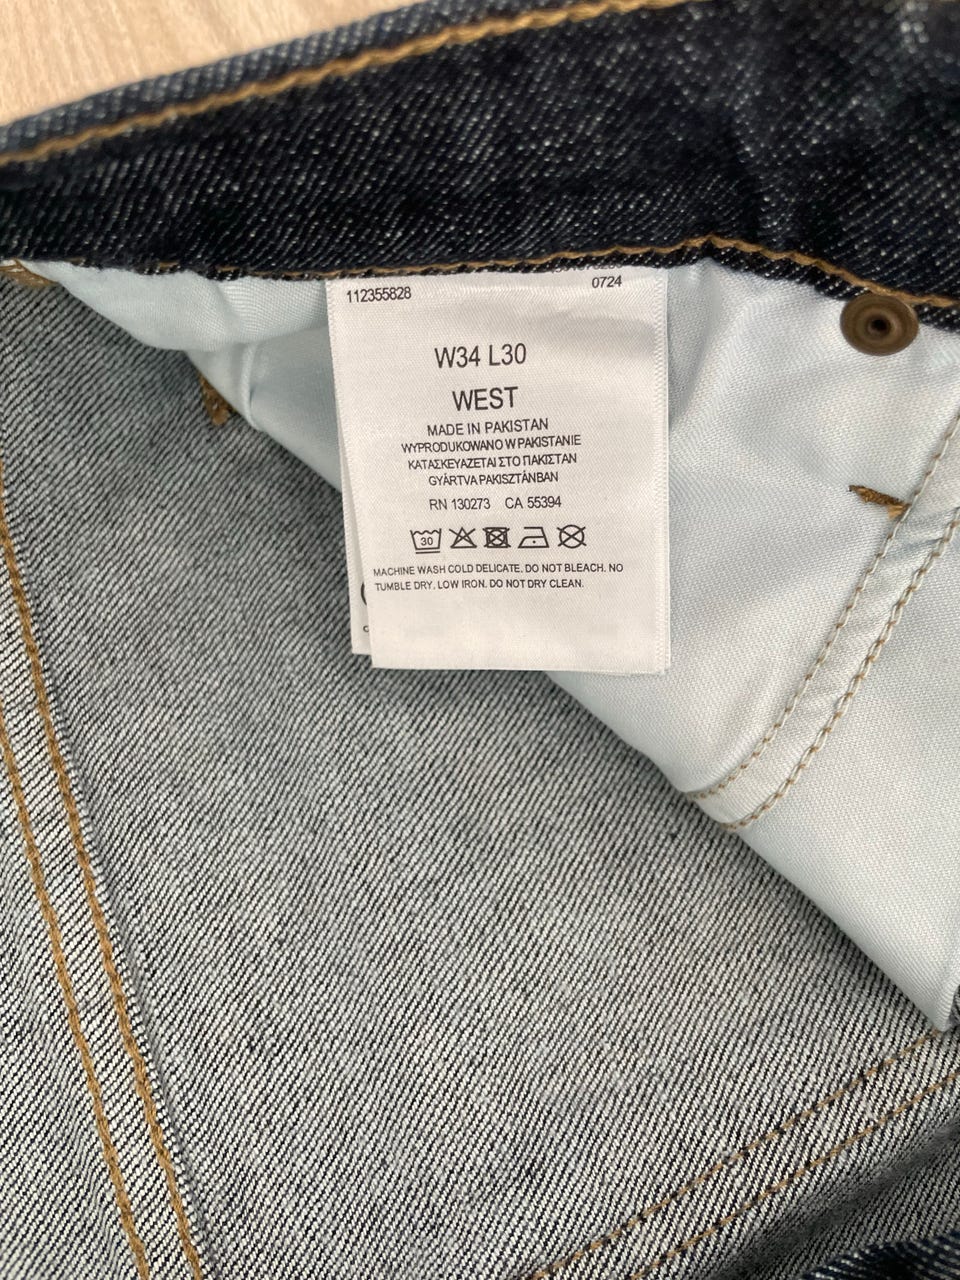 112355828
0724
W34 L30
WEST
MADE IN PAKISTAN
WYPRODUKOWANO W PAKISTANIE
ΚΑΤΑΣΚΕΥΑΖΕΤΑΙ ΣΤΟ ΠΑΚΙΣΤΑΝ
GYÁRTVA PAKISZTÁNBAN
RN 130273 CA 55394
30
MACHINE WASH COLD DELICATE. DO NOT BLEACH. NO
TUMBLE DRY. LOW IRON. DO NOT DRY CLEAN.